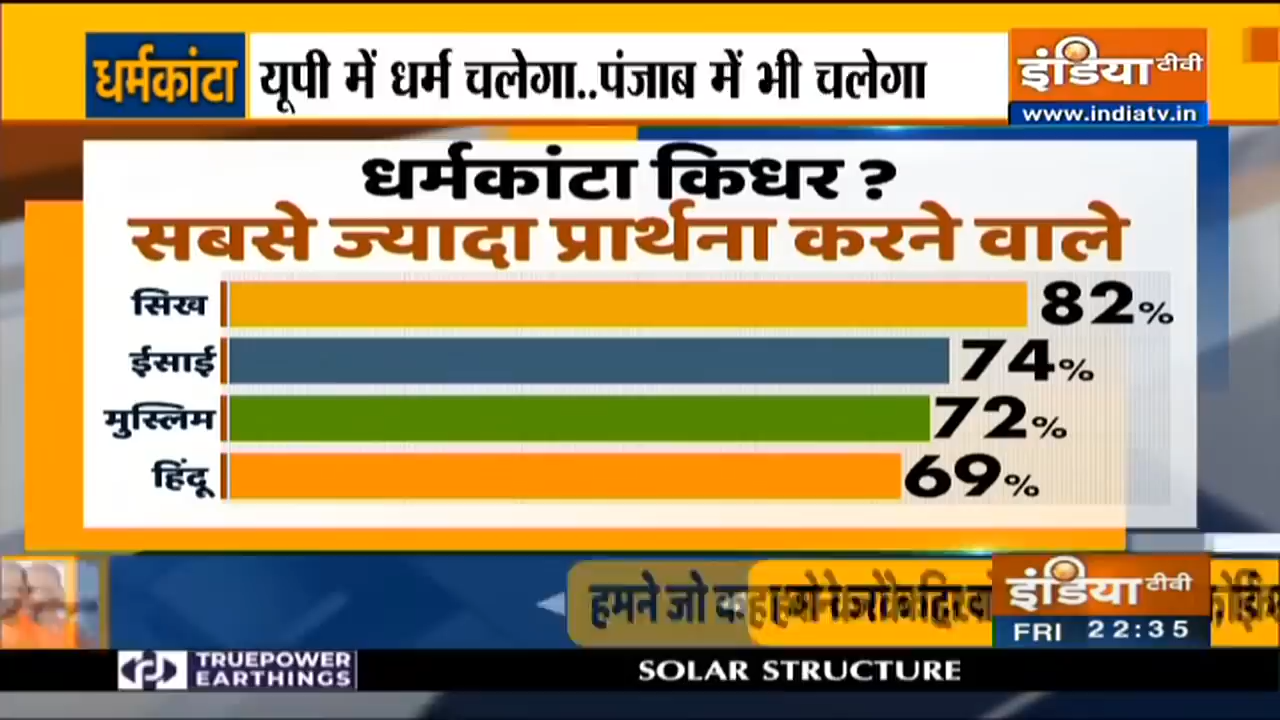 धर्मकांटा
यूपी में धर्म चलेगा..पंजाब में भी चलेगा
इंडिया टीवी
www.indiatv.in
धर्मकांटा किधर ?
सबसे ज्यादा प्रार्थना करने वाले
सिख 82%
ईसाई 74%
मुस्लिम 72%
हिंदू 69%
हमने जो
इंडिया टीवी
FRI 22:35
TRUEPOWER
EARTHINGS
SOLAR STRUCTURE